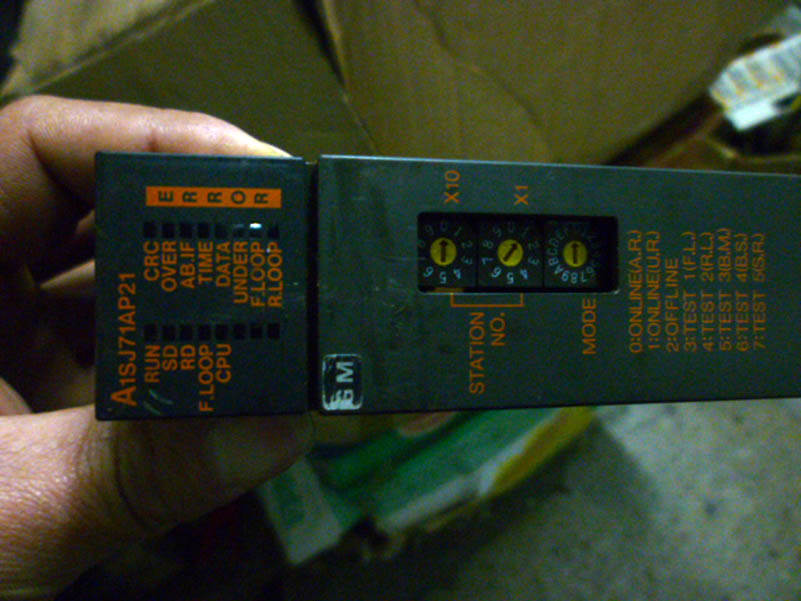 A1SJ71AP21
RUN CRC
SD OVER
RD AB.IF
F.LOOP TIME
CPU DATA
UNDER
F.LOOP
R.LOOP
ERROR
STATION
NO.
X10
X1
MODE
0:ONLINE(A.R.)
1:ONLINE(U.R.)
2:OFFLINE
3:TEST 1(F.L.)
4:TEST 2(R.L.)
5:TEST 3(B.M.)
6:TEST 4(B.S.)
7:TEST 5(S.R.)